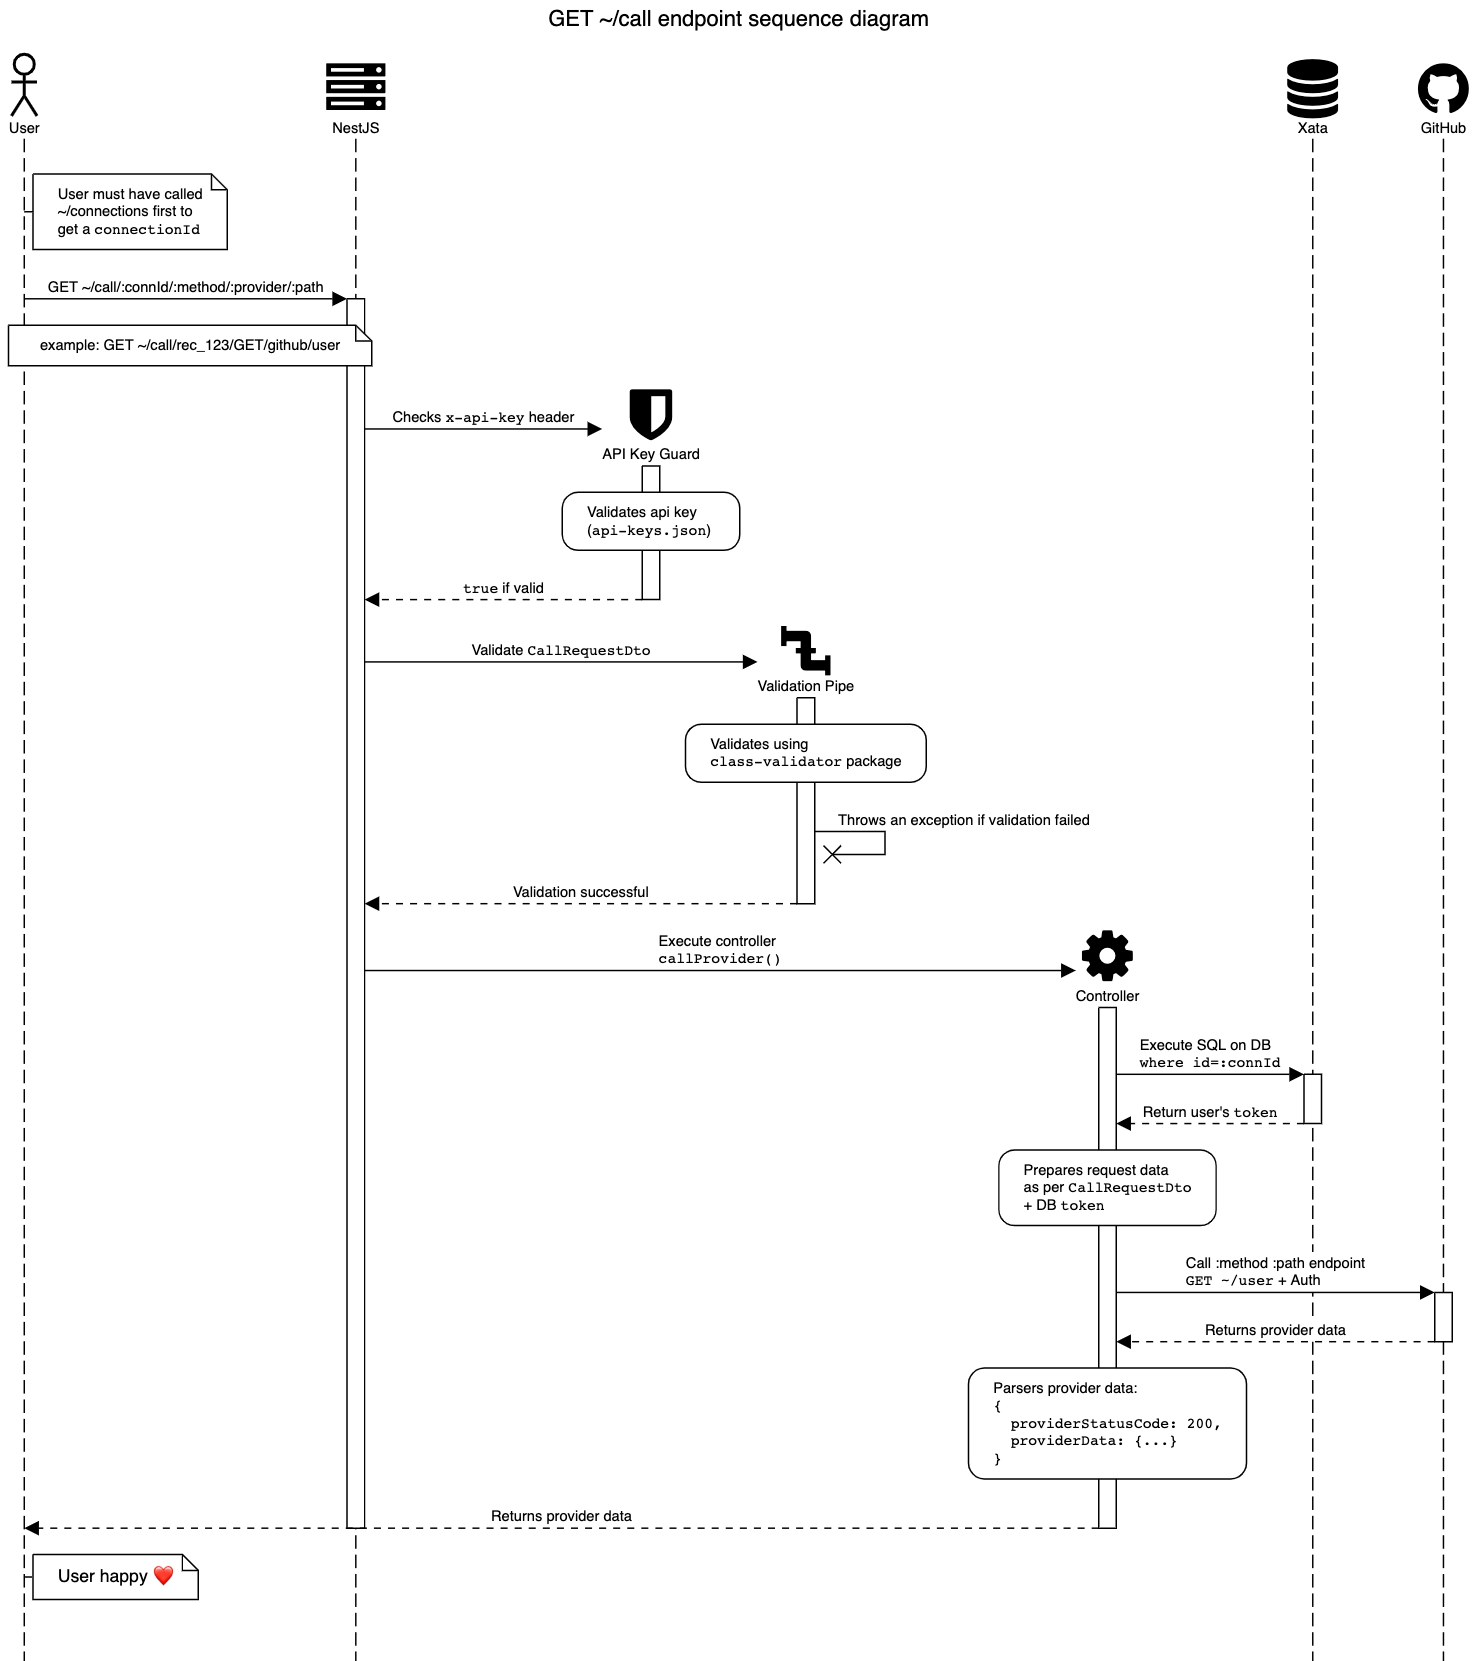 GET ~/call endpoint sequence diagram
User
NestJS
Xata
GitHub
User must have called
~/connections first to
get a connectionId
GET ~/call/:connId/:method/:provider/:path
example: GET ~/call/rec_123/GET/github/user
Checks x-api-key header
API Key Guard
Validates api key
(api-keys.json)
true if valid
Validate CallRequestDto
Validation Pipe
Validates using
class-validator package
Throws an exception if validation failed
Validation successful
Execute controller
callProvider()
Controller
Execute SQL on DB
where id=:connId
Return user's token
Prepares request data
as per CallRequestDto
+ DB token
Call :method :path endpoint
GET ~/user + Auth
Returns provider data
Parsers provider data:
{
  providerStatusCode: 200,
  providerData: {...}
}
Returns provider data
User happy ❤️